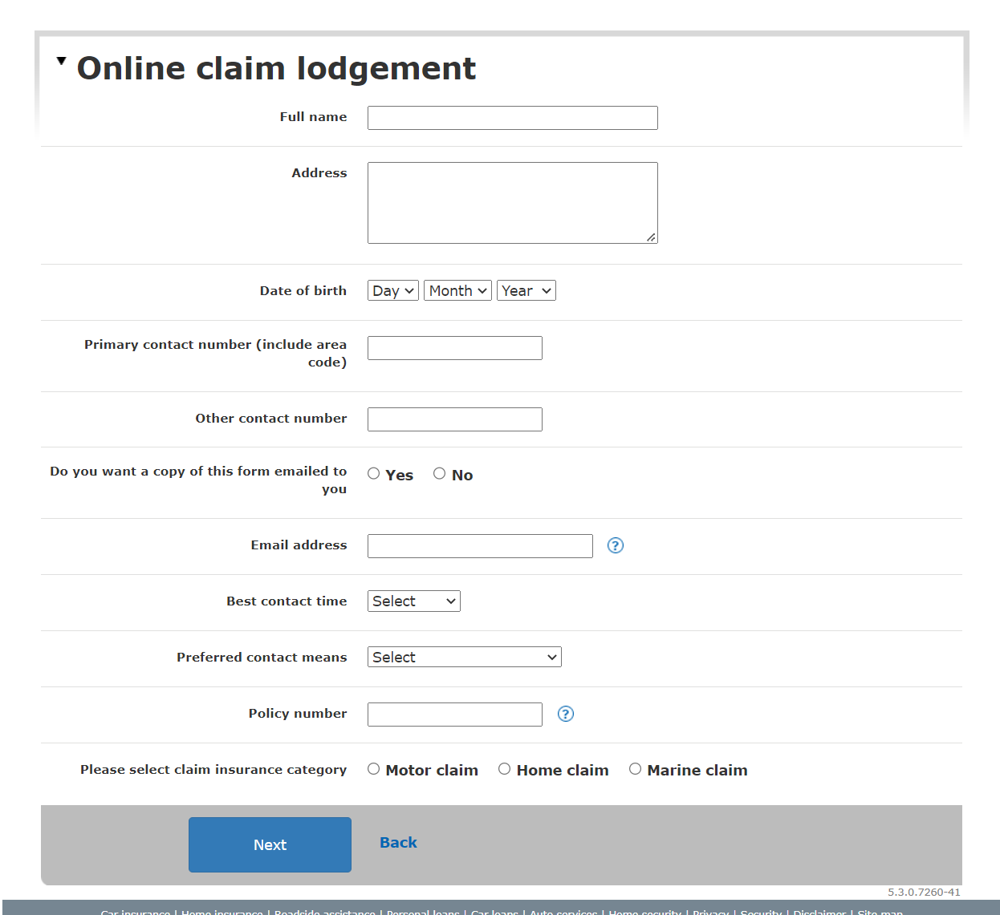 Online claim lodgement
Full name
Address
Date of birth
Day Month Year
Primary contact number (include area
code)
Other contact number
Do you want a copy of this form emailed to
you
Yes No
Email address
?
Best contact time
Select
Preferred contact means
Select
Policy number
?
Please select claim insurance category
Motor claim Home claim Marine claim
Next Back
5.3.0.7260-41
Car insurance | Home insurance | Roadside assistance | Personal loans | Car loans | Auto services | Home security | Privacy | Security | Disclaimer | Site map